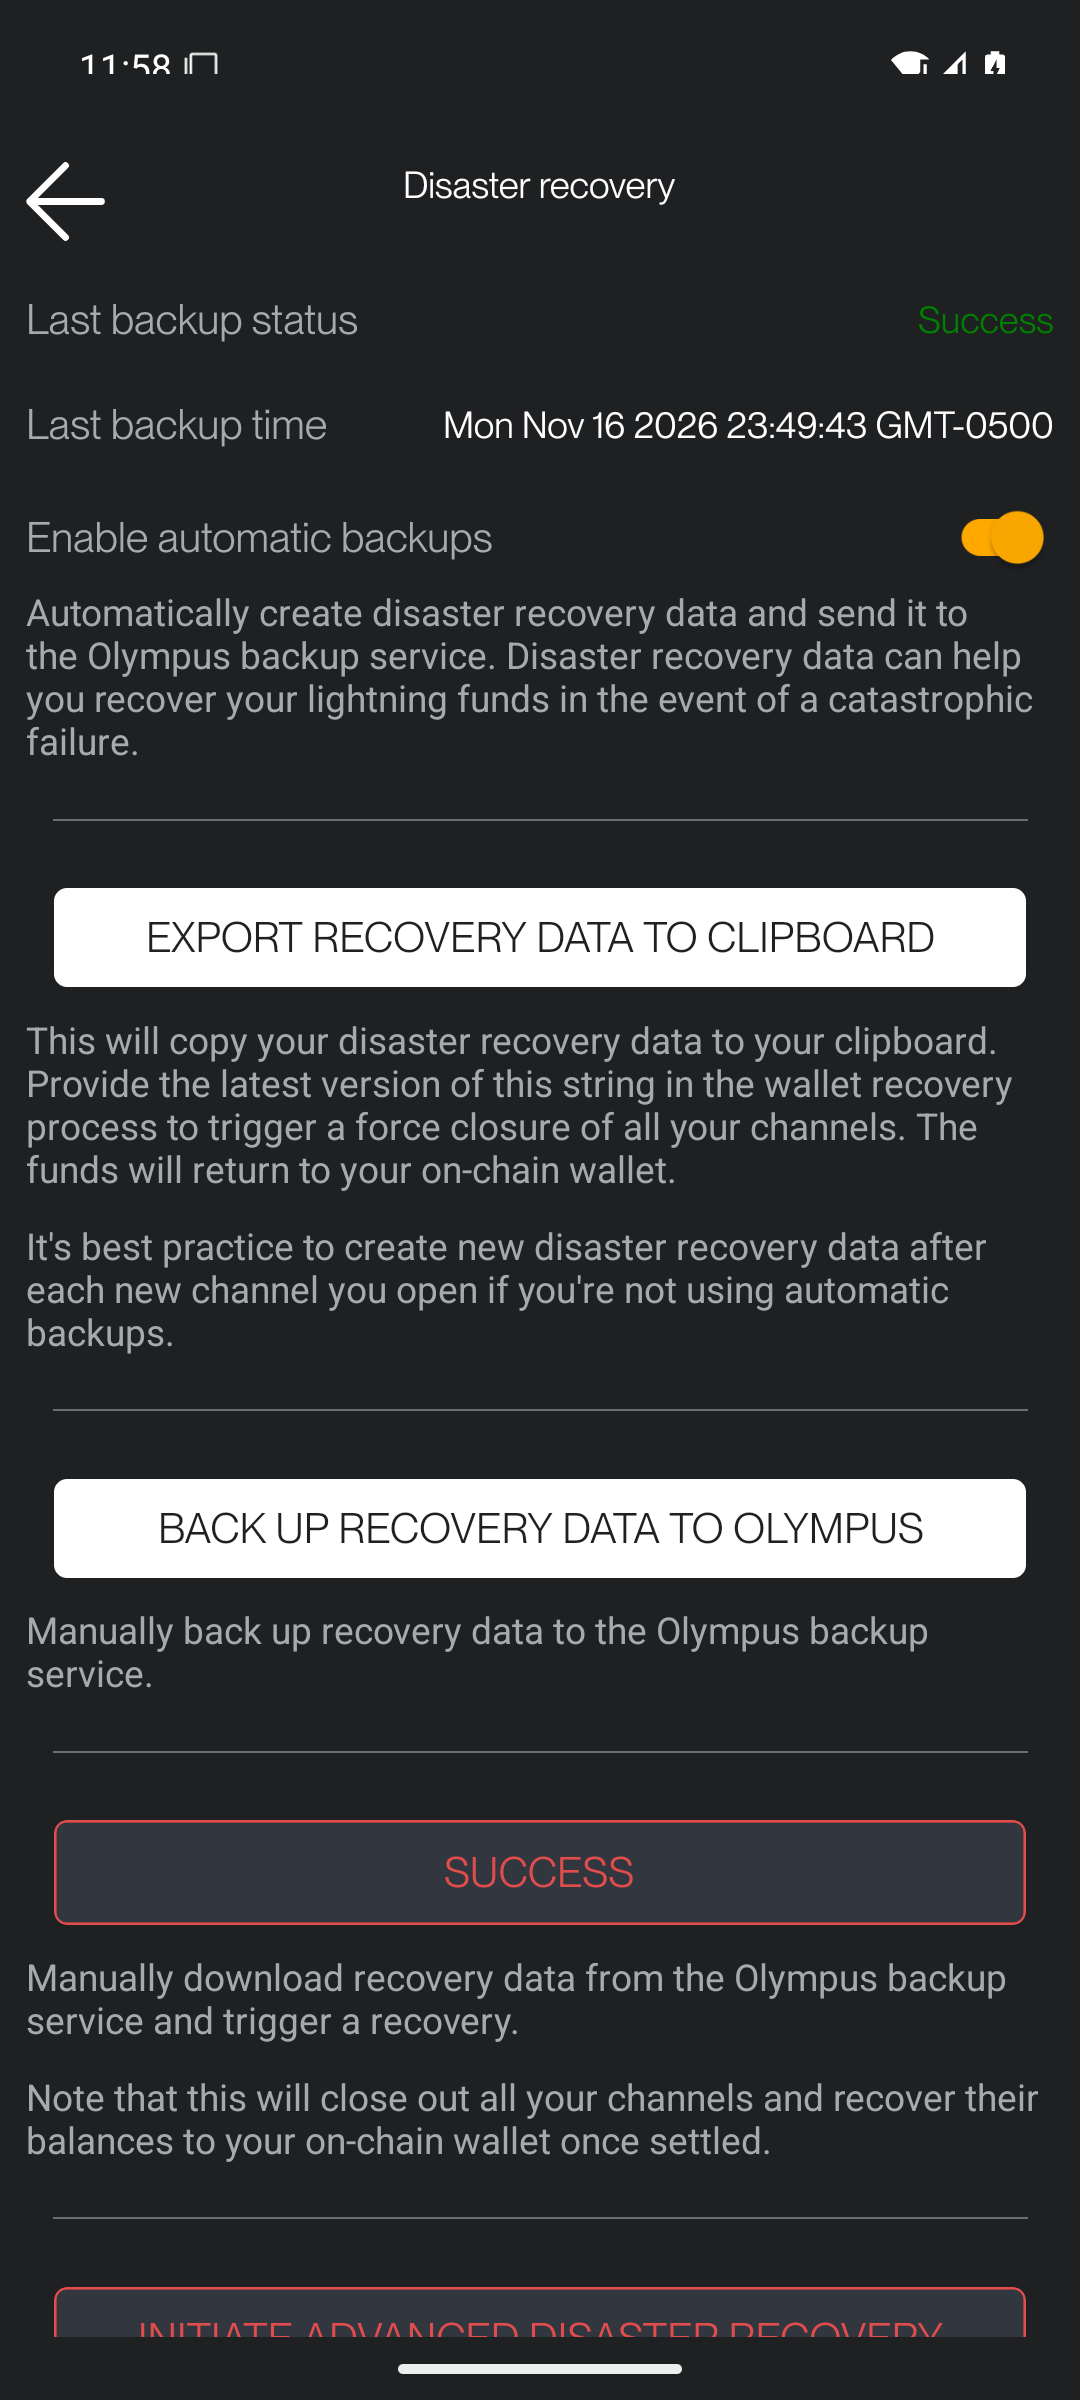 11:58
Disaster recovery
Last backup status
Success
Last backup time
Mon Nov 16 2026 23:49:43 GMT-0500
Enable automatic backups
Automatically create disaster recovery data and send it to
the Olympus backup service. Disaster recovery data can help
you recover your lightning funds in the event of a catastrophic
failure.
EXPORT RECOVERY DATA TO CLIPBOARD
This will copy your disaster recovery data to your clipboard.
Provide the latest version of this string in the wallet recovery
process to trigger a force closure of all your channels. The
funds will return to your on-chain wallet.
It's best practice to create new disaster recovery data after
each new channel you open if you're not using automatic
backups.
BACK UP RECOVERY DATA TO OLYMPUS
Manually back up recovery data to the Olympus backup
service.
SUCCESS
Manually download recovery data from the Olympus backup
service and trigger a recovery.
Note that this will close out all your channels and recover their
balances to your on-chain wallet once settled.
INITIATE ADVANCED DISASTER RECOVERY